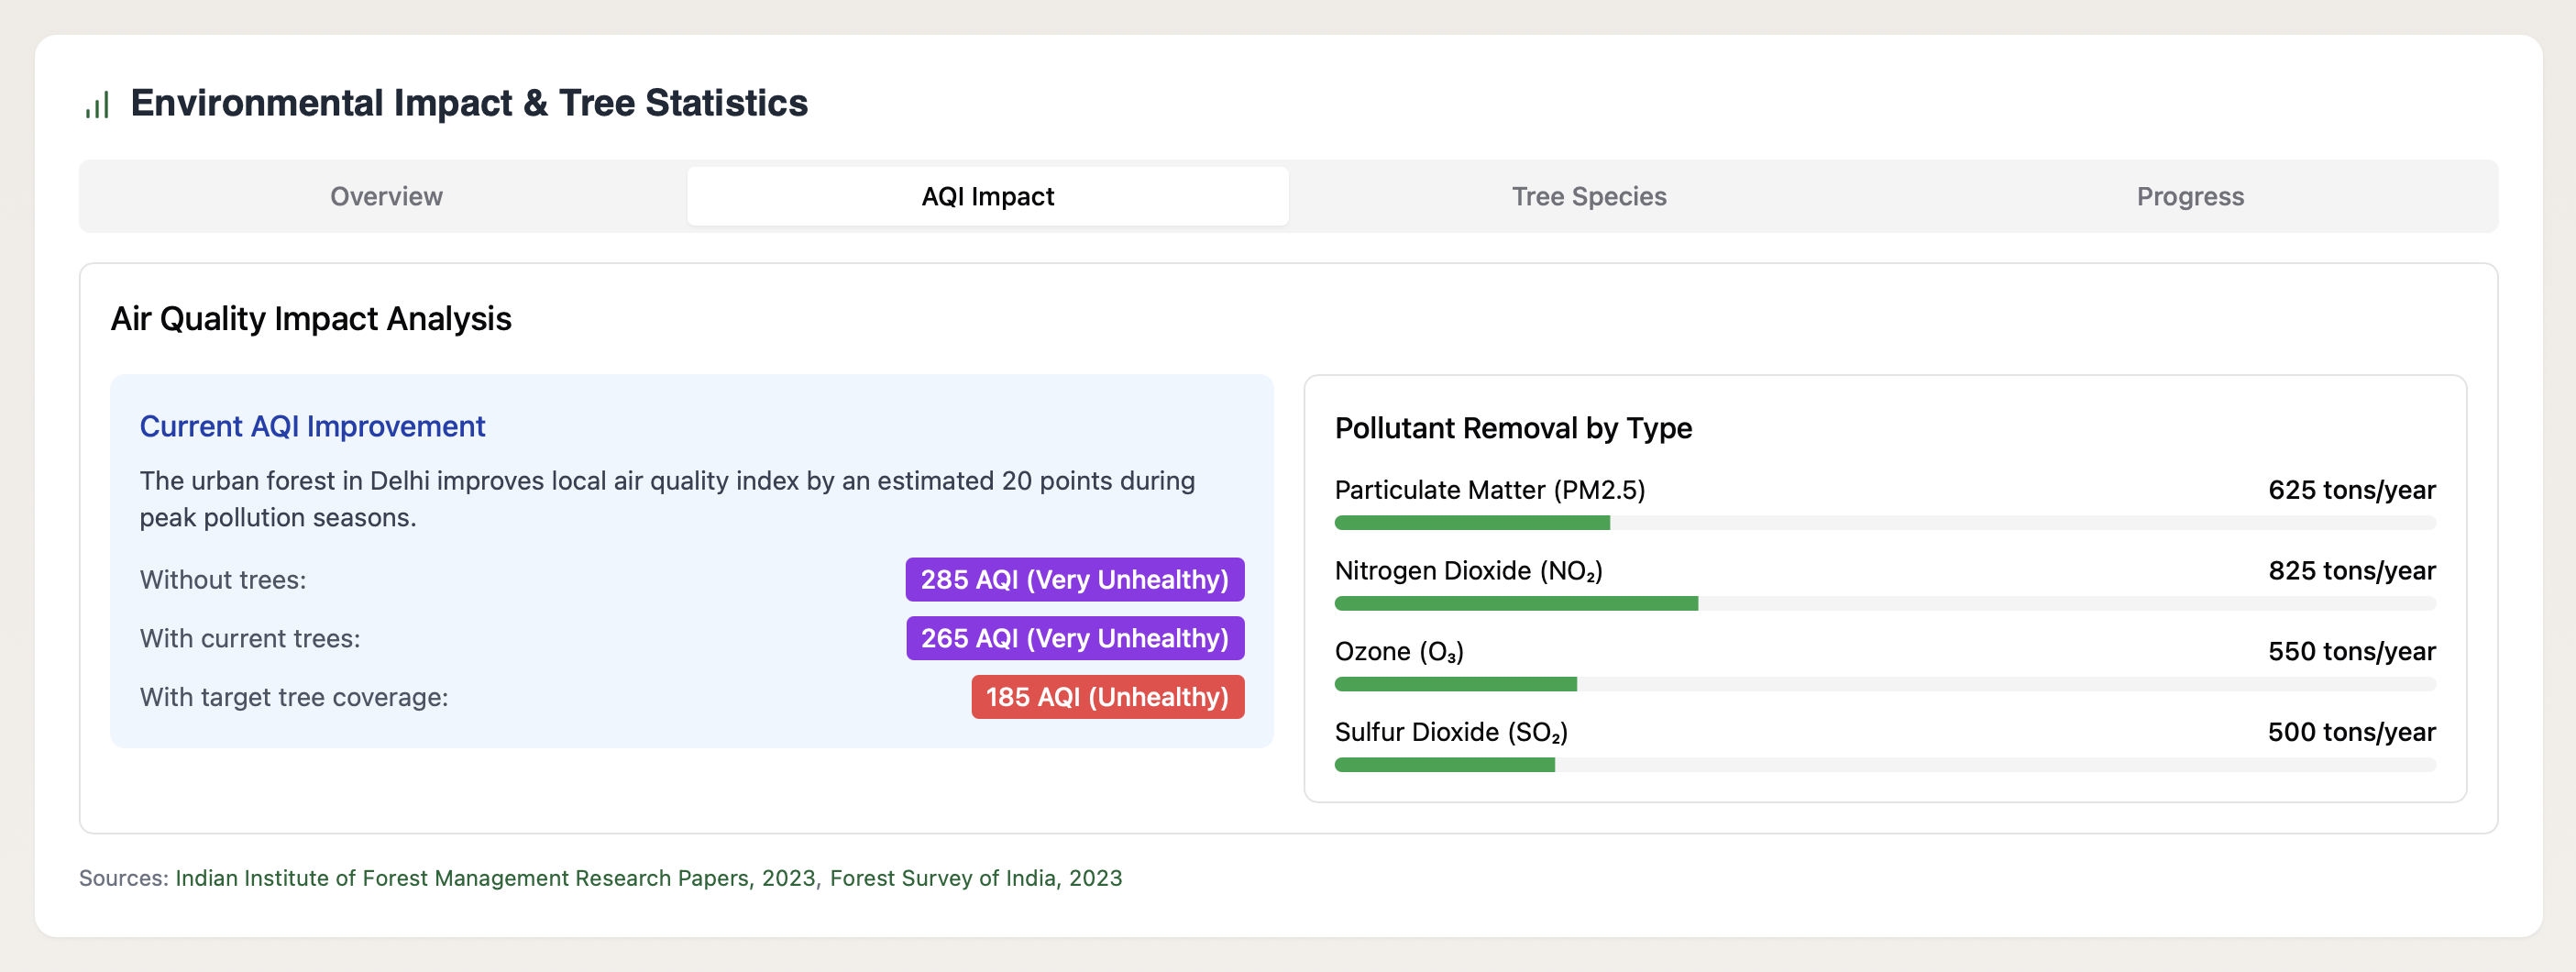 Environmental Impact & Tree Statistics
Overview
AQI Impact
Tree Species
Progress
Air Quality Impact Analysis
Current AQI Improvement
The urban forest in Delhi improves local air quality index by an estimated 20 points during
peak pollution seasons.
Without trees:
285 AQI (Very Unhealthy)
With current trees:
265 AQI (Very Unhealthy)
With target tree coverage:
185 AQI (Unhealthy)
Pollutant Removal by Type
Particulate Matter (PM2.5)
625 tons/year
Nitrogen Dioxide (NO₂)
825 tons/year
Ozone (O₃)
550 tons/year
Sulfur Dioxide (SO₂)
500 tons/year
Sources: Indian Institute of Forest Management Research Papers, 2023, Forest Survey of India, 2023